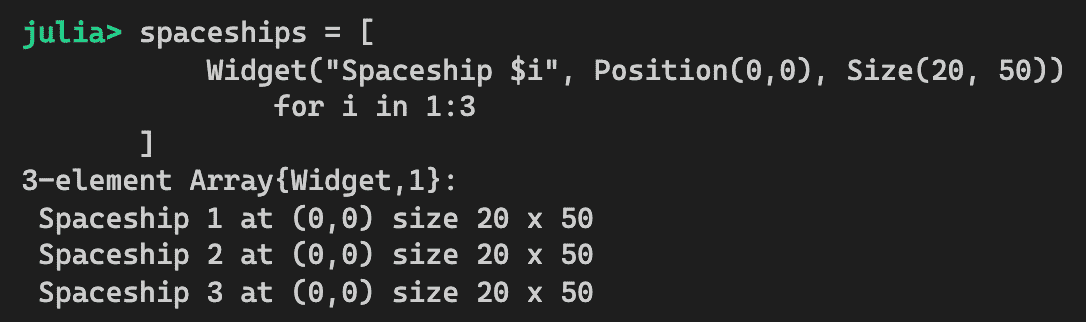 julia> spaceships = [
           Widget("Spaceship $i", Position(0,0), Size(20, 50))
               for i in 1:3
       ]
3-element Array{Widget,1}:
 Spaceship 1 at (0,0) size 20 x 50
 Spaceship 2 at (0,0) size 20 x 50
 Spaceship 3 at (0,0) size 20 x 50